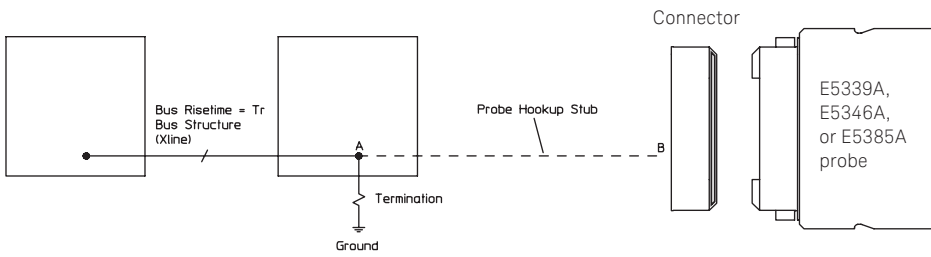 Connector
Bus Risetime = Tr
Bus Structure
(Xline)
A
Probe Hookup Stub
B
E5339A,
E5346A,
or E5385A
probe
Termination
Ground